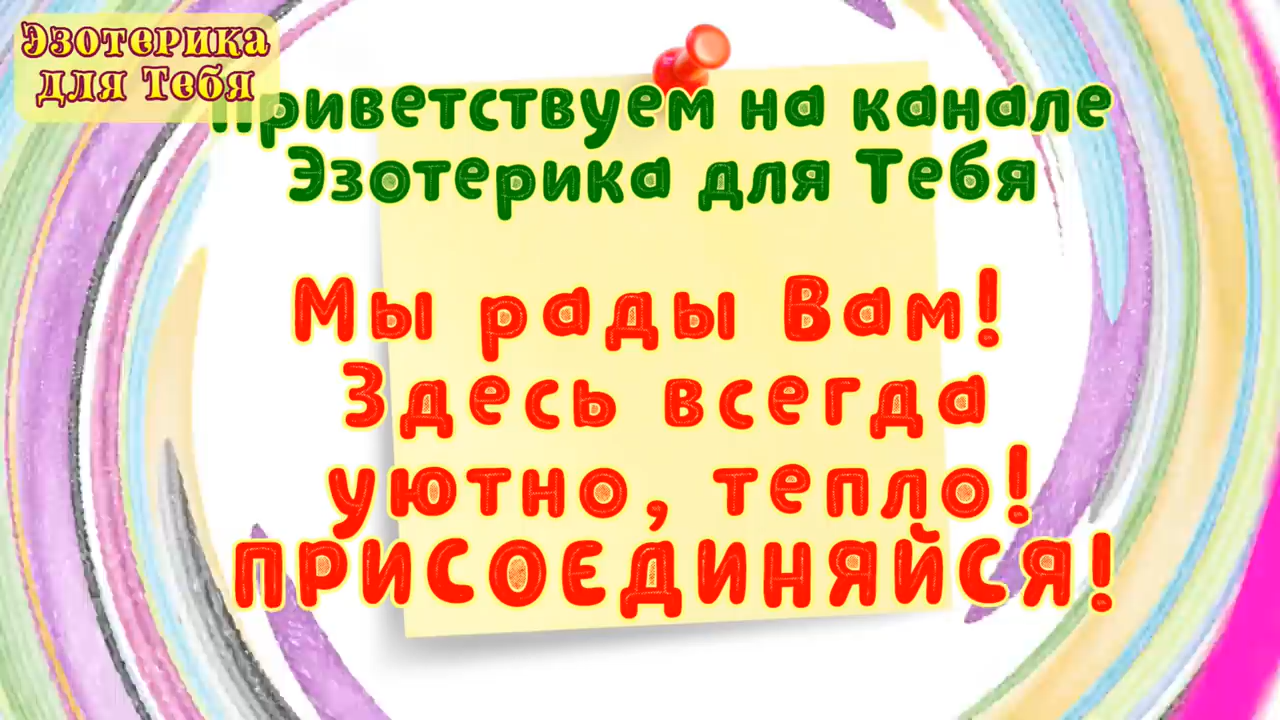 Эзотерика
для Тебя
Приветствуем на канале
Эзотерика для Тебя
Мы рады Вам!
Здесь всегда
уютно, тепло!
ПРИСОЕДИНЯЙСЯ!